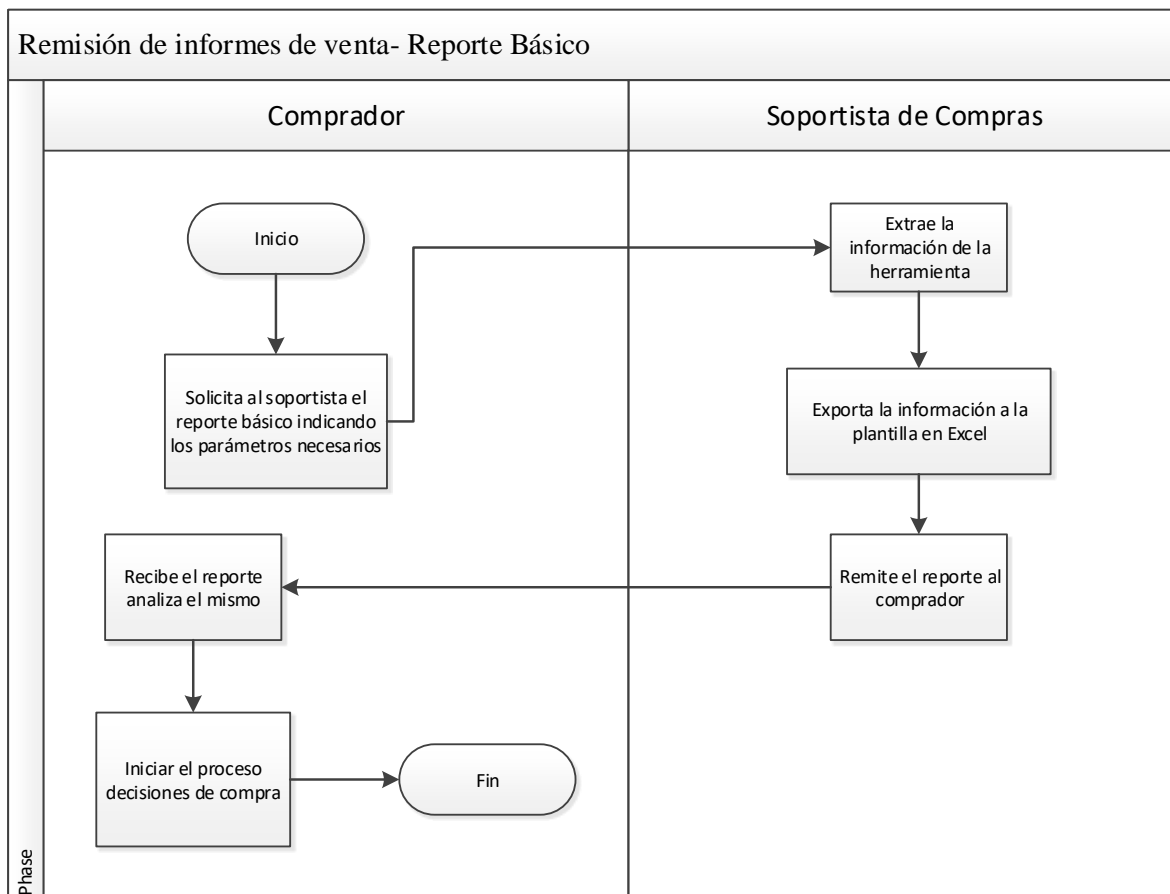 Remisión de informes de venta- Reporte Básico
Comprador
Soportista de Compras
Inicio
Solicita al soportista el
reporte básico indicando
los parámetros necesarios
Extrae la
información de la
herramienta
Exporta la información a la
plantilla en Excel
Remite el reporte al
comprador
Recibe el reporte
analiza el mismo
Iniciar el proceso
decisiones de compra
Fin
Phase